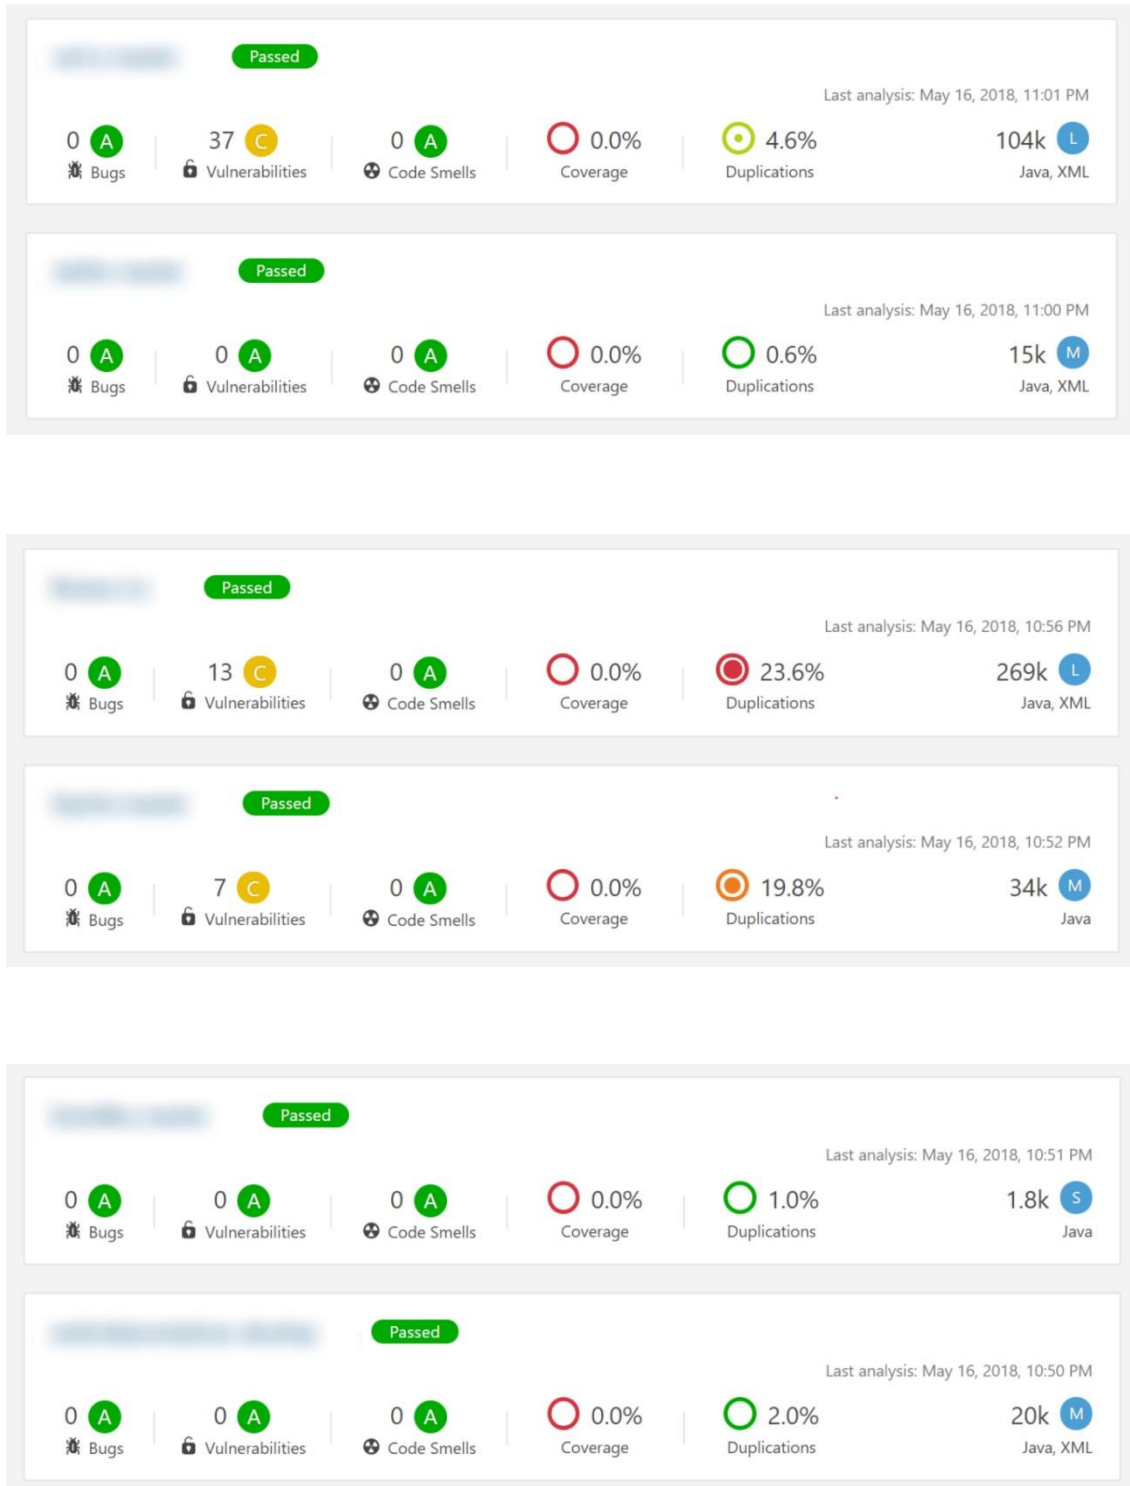 Passed
Last analysis: May 16, 2018, 11:01 PM
0 A 37 C 0 A 0.0% 4.6% 104k L
Bugs Vulnerabilities Code Smells Coverage Duplications Java, XML
Passed
Last analysis: May 16, 2018, 11:00 PM
0 A 0 A 0 A 0.0% 0.6% 15k M
Bugs Vulnerabilities Code Smells Coverage Duplications Java, XML
Passed
Last analysis: May 16, 2018, 10:56 PM
0 A 13 C 0 A 0.0% 23.6% 269k L
Bugs Vulnerabilities Code Smells Coverage Duplications Java, XML
Passed
Last analysis: May 16, 2018, 10:52 PM
0 A 7 C 0 A 0.0% 19.8% 34k M
Bugs Vulnerabilities Code Smells Coverage Duplications Java
Passed
Last analysis: May 16, 2018, 10:51 PM
0 A 0 A 0 A 0.0% 1.0% 1.8k S
Bugs Vulnerabilities Code Smells Coverage Duplications Java
Passed
Last analysis: May 16, 2018, 10:50 PM
0 A 0 A 0 A 0.0% 2.0% 20k M
Bugs Vulnerabilities Code Smells Coverage Duplications Java, XML